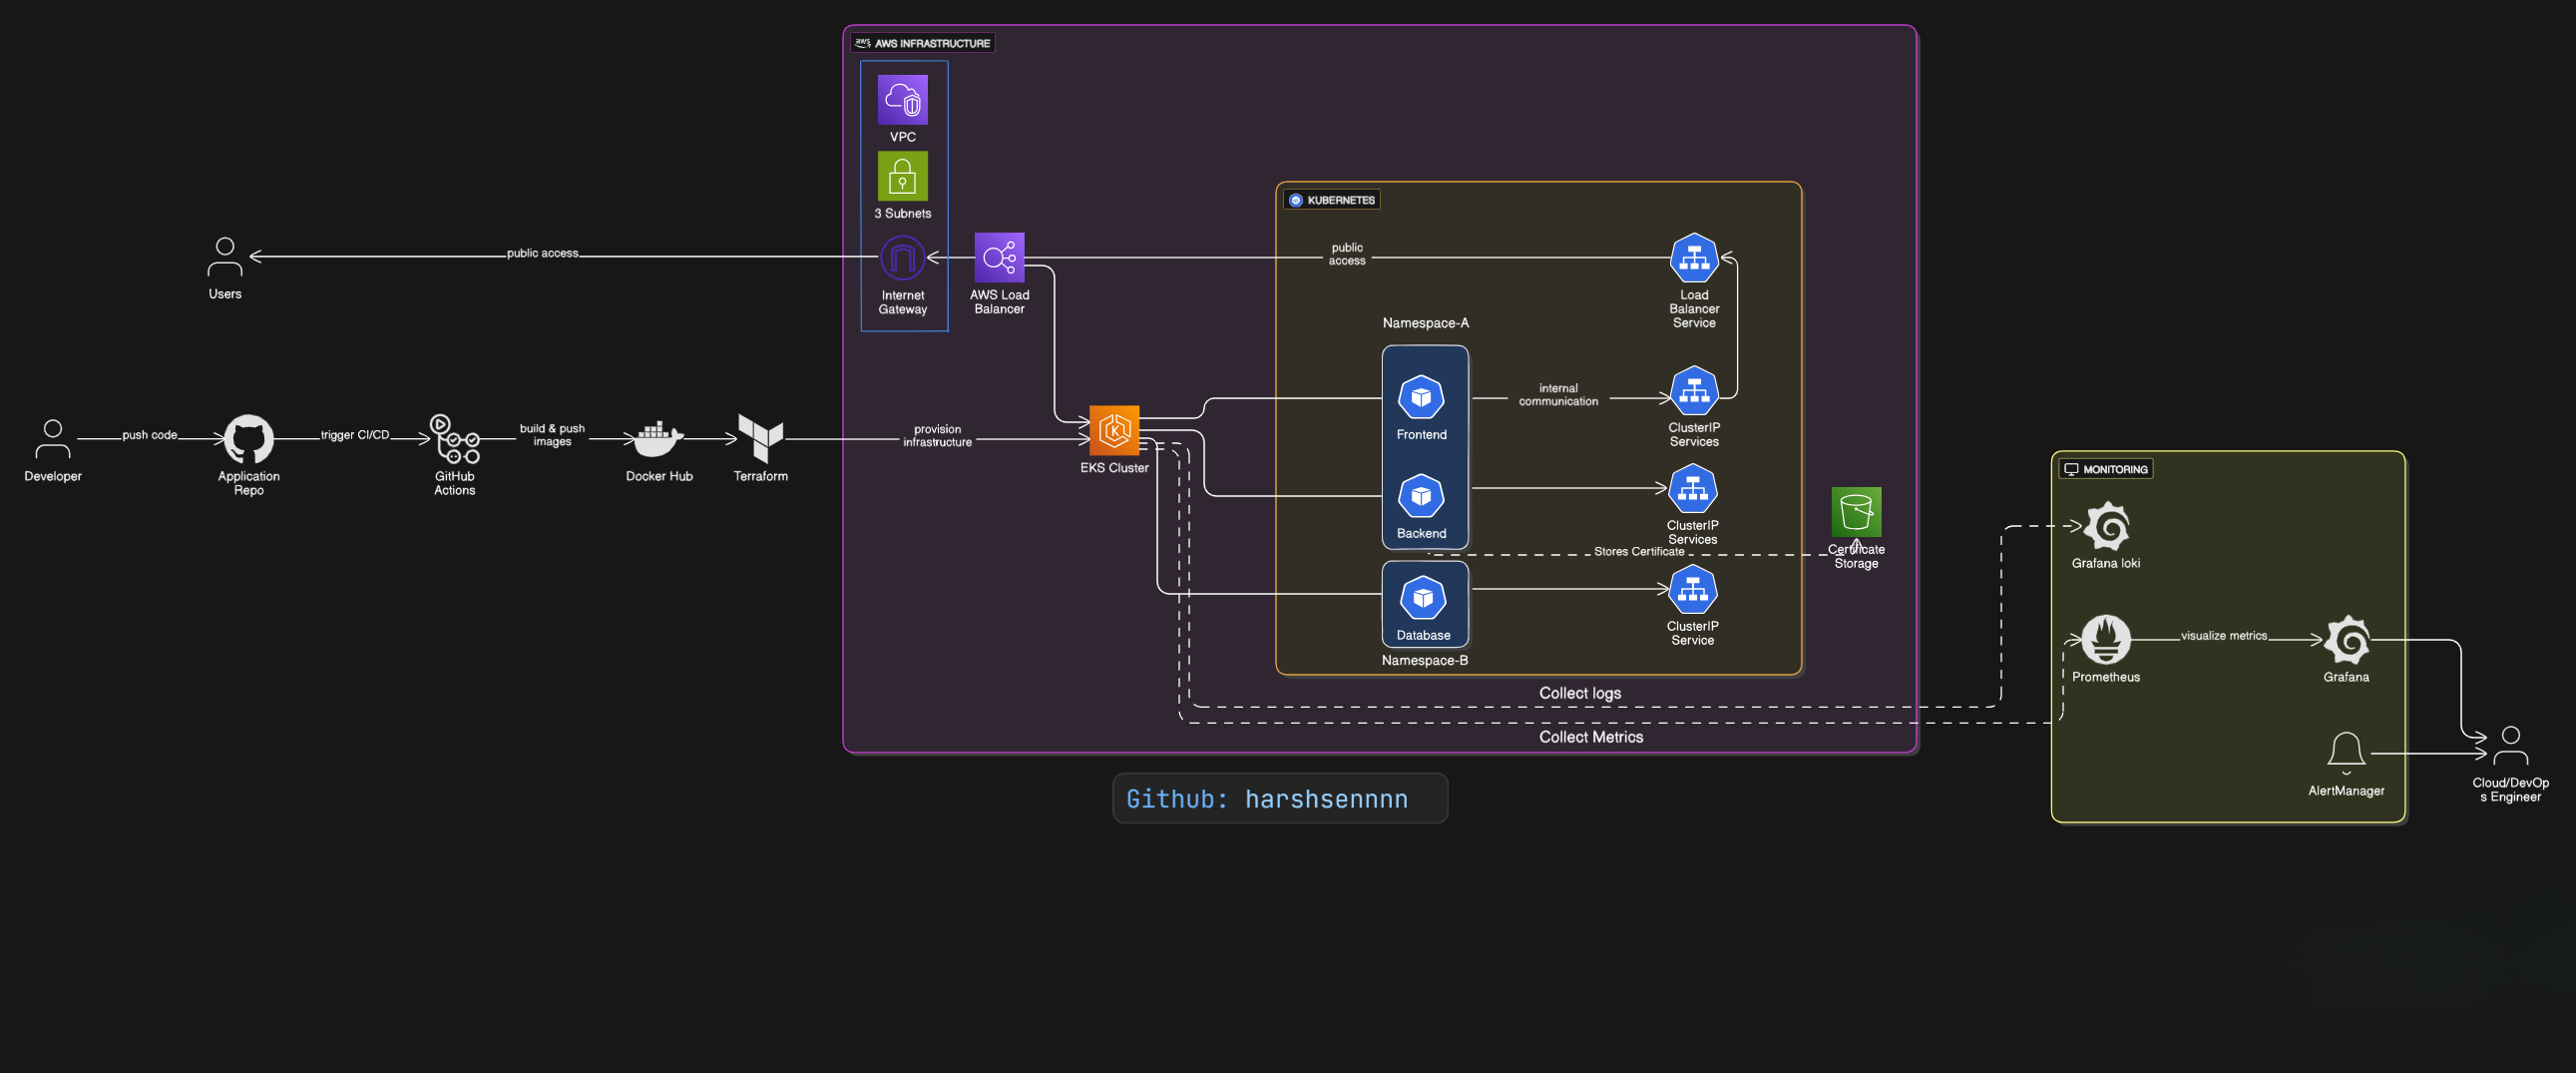 aws AWS INFRASTRUCTURE
VPC
3 Subnets
KUBERNETES
public access
public
access
Users
Internet
Gateway
AWS Load
Balancer
Load
Balancer
Service
Namespace-A
push code
trigger CI/CD
build & push
images
provision
infrastructure
Developer
Application
Repo
GitHub
Actions
Docker Hub
Terraform
EKS Cluster
Frontend
internal
communication
ClusterIP
Services
Backend
ClusterIP
Services
Stores Certificate
Certificate
Storage
Database
ClusterIP
Service
Namespace-B
Collect logs
Collect Metrics
MONITORING
Grafana loki
Prometheus
visualize metrics
Grafana
AlertManager
Cloud/DevOp
s Engineer
Github: harshsennnn